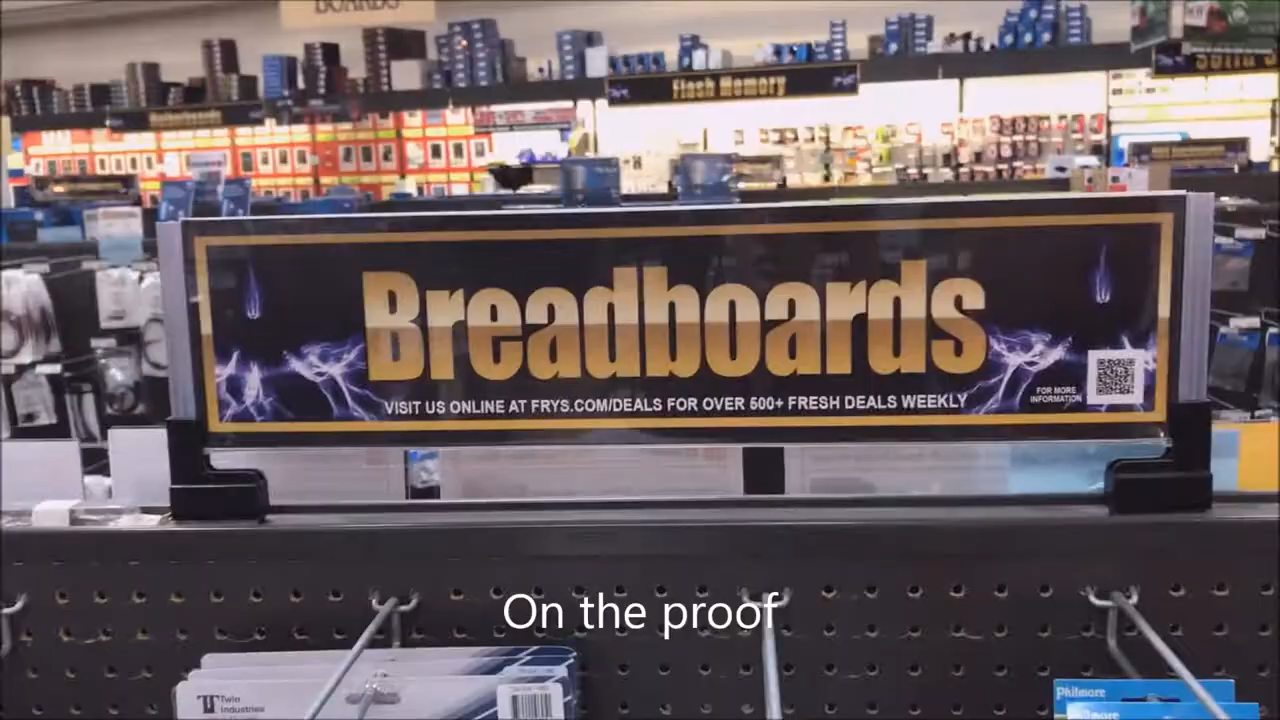 BOARDS
Flash Memory
Breadboards
VISIT US ONLINE AT FRYS.COM/DEALS FOR OVER 500+ FRESH DEALS WEEKLY
FOR MORE
INFORMATION
On the proof
Twin
Industries
Philmore